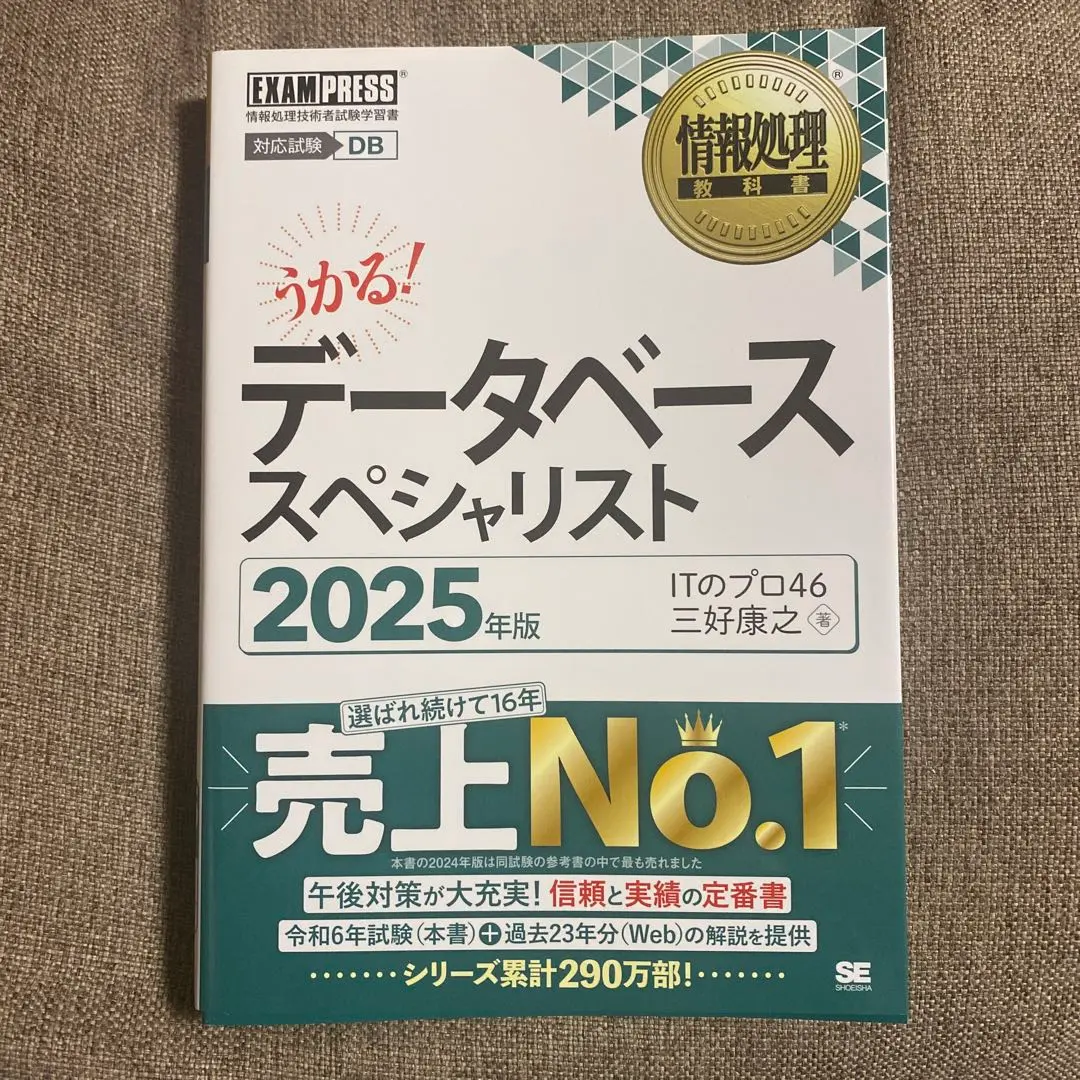 EXAMPRESS®
情報処理技術者試験学習書
対応試験 DB
情報処理®
教科書
うかる!
データベース
スペシャリスト
2025年版
ITのプロ46
三好康之 著
選ばれ続けて16年
売上No.1*
本書の2024年版は同試験の参考書の中で最も売れました
午後対策が大充実!信頼と実績の定番書
令和6年試験(本書)+過去23年分(Web)の解説を提供
シリーズ累計290万部!
SE
SHOEISHA